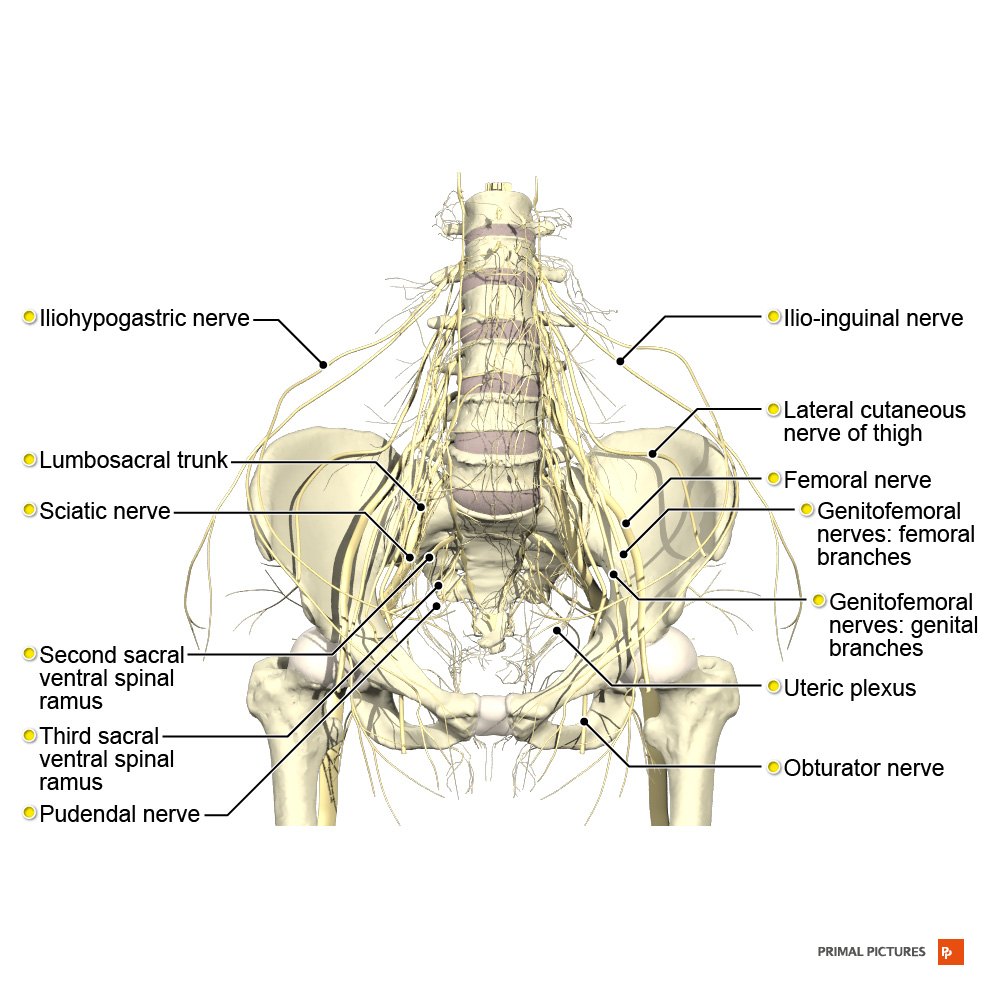 Iliohypogastric nerve
Lumbosacral trunk
Sciatic nerve
Second sacral
ventral spinal
ramus
Third sacral
ventral spinal
ramus
Pudendal nerve
Ilio-inguinal nerve
Lateral cutaneous
nerve of thigh
Femoral nerve
Genitofemoral
nerves: femoral
branches
Genitofemoral
nerves: genital
branches
Uteric plexus
Obturator nerve
PRIMAL PICTURES